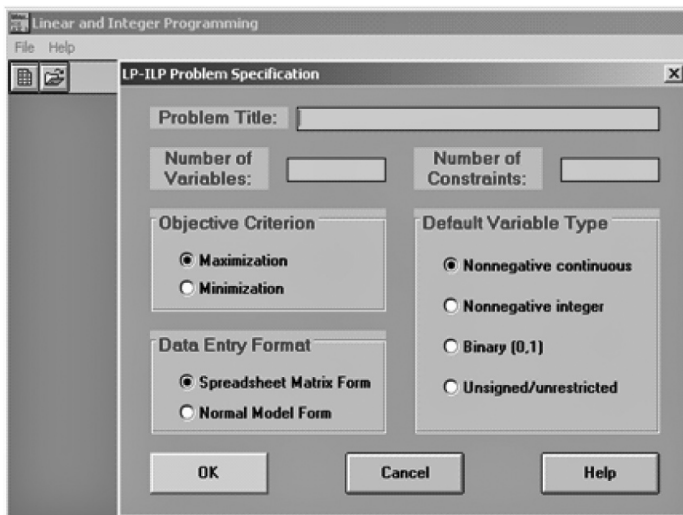 Linear and Integer Programming
File Help
LP-ILP Problem Specification
Problem Title:
Number of
Variables:
Number of
Constraints:
Objective Criterion
Maximization
Minimization
Default Variable Type
Nonnegative continuous
Nonnegative integer
Binary (0,1)
Unsigned/unrestricted
Data Entry Format
Spreadsheet Matrix Form
Normal Model Form
OK
Cancel
Help